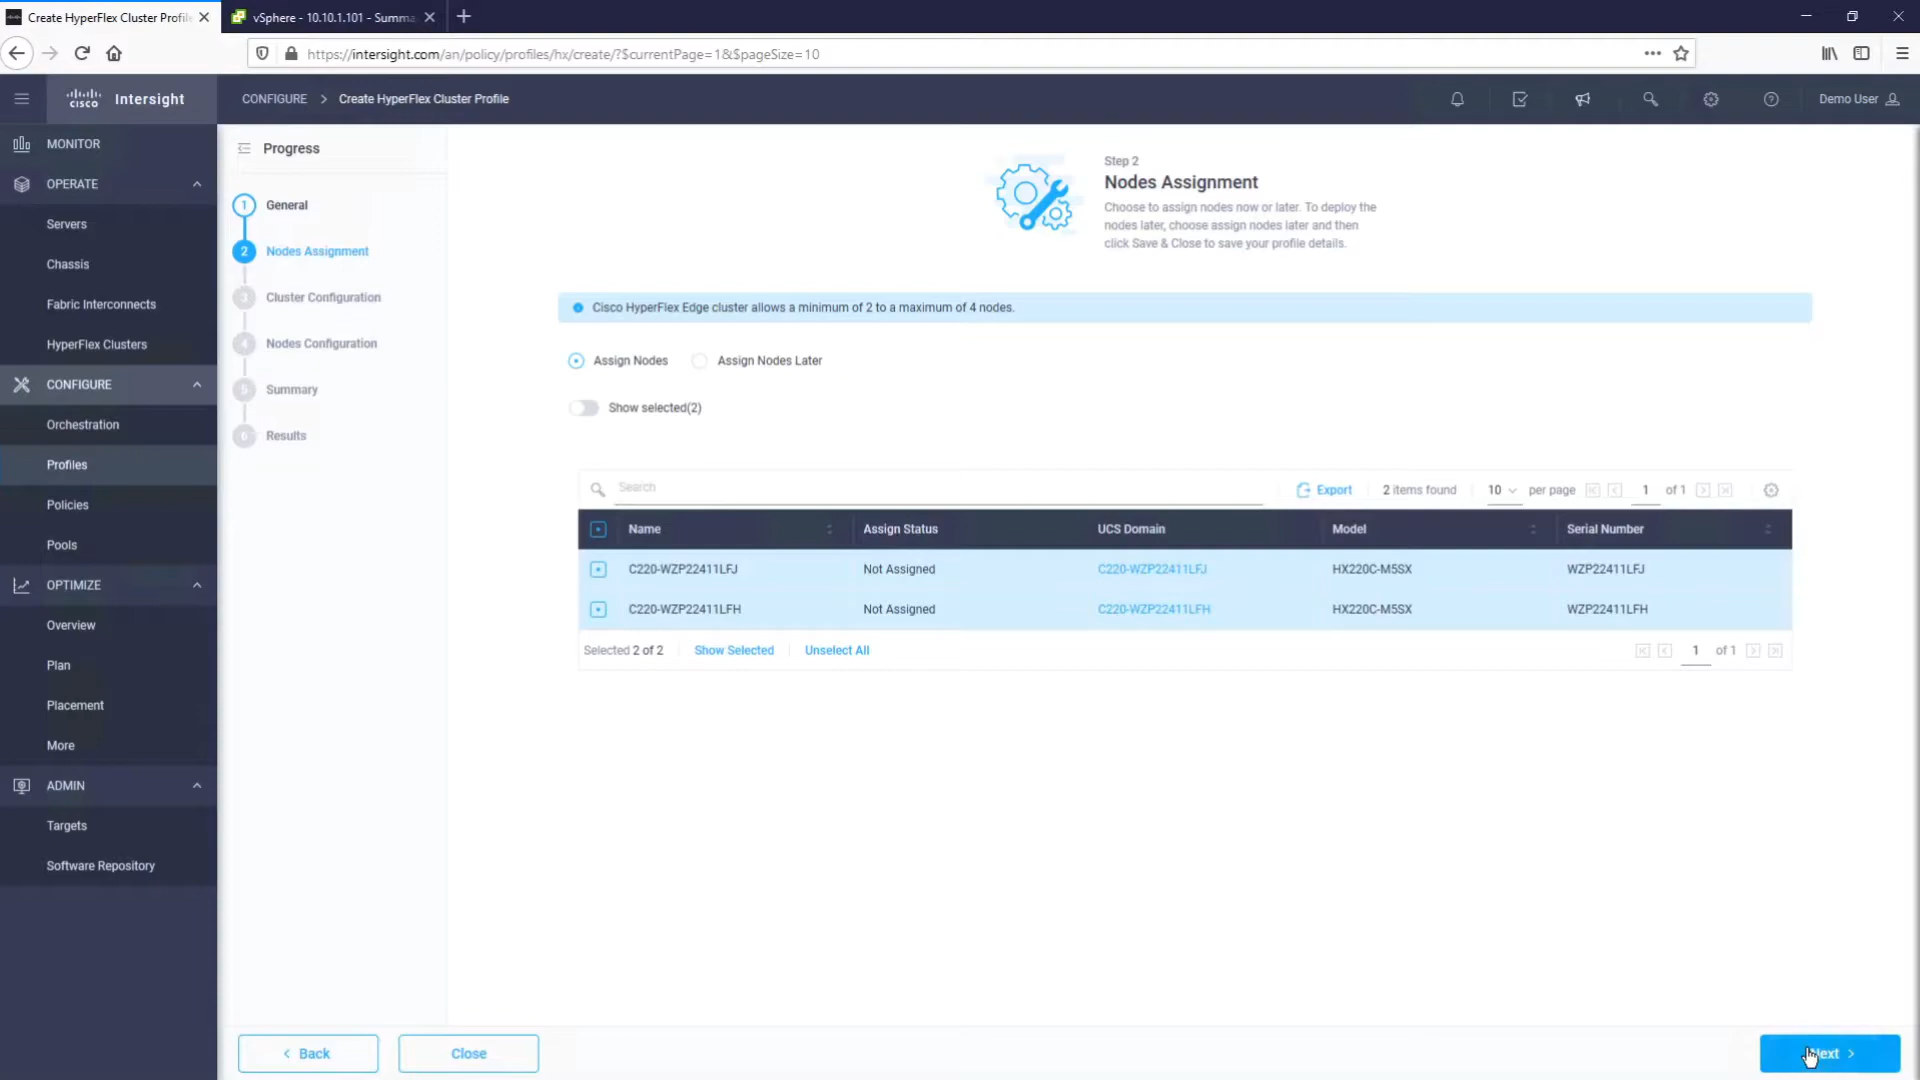 Create HyperFlex Cluster Profile
vSphere - 10.10.1.101 - Summa
https://intersight.com/an/policy/profiles/hx/create/?$currentPage=1&$pageSize=10
cisco Intersight
CONFIGURE > Create HyperFlex Cluster Profile
Demo User
MONITOR
OPERATE
Servers
Chassis
Fabric Interconnects
HyperFlex Clusters
CONFIGURE
Orchestration
Profiles
Policies
Pools
OPTIMIZE
Overview
Plan
Placement
More
ADMIN
Targets
Software Repository
Progress
1 General
2 Nodes Assignment
3 Cluster Configuration
4 Nodes Configuration
5 Summary
6 Results
Step 2
Nodes Assignment
Choose to assign nodes now or later. To deploy the
nodes later, choose assign nodes later and then
click Save & Close to save your profile details.
Cisco HyperFlex Edge cluster allows a minimum of 2 to a maximum of 4 nodes.
Assign Nodes Assign Nodes Later
Show selected(2)
Search Export 2 items found 10 per page 1 of 1
Name Assign Status UCS Domain Model Serial Number
C220-WZP22411LFJ Not Assigned C220-WZP22411LFJ HX220C-M5SX WZP22411LFJ
C220-WZP22411LFH Not Assigned C220-WZP22411LFH HX220C-M5SX WZP22411LFH
Selected 2 of 2 Show Selected Unselect All 1 of 1
< Back Close Next >